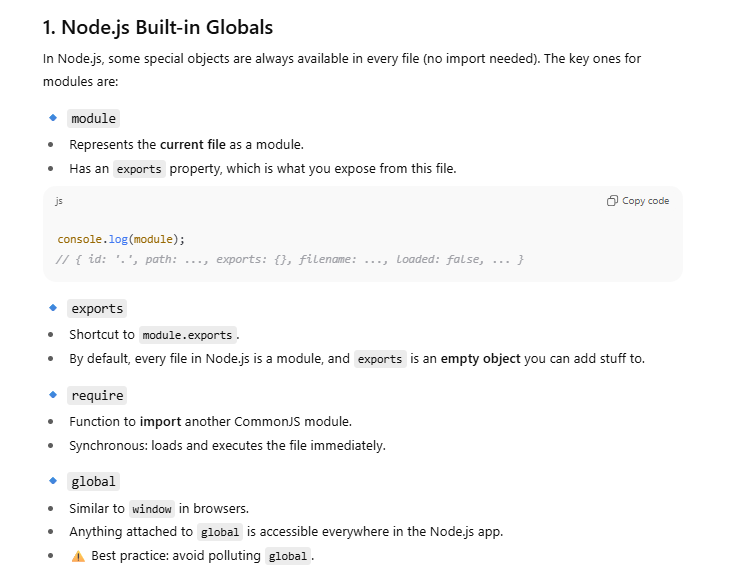 1. Node.js Built-in Globals
In Node.js, some special objects are always available in every file (no import needed). The key ones for
modules are:
🔹 module
• Represents the current file as a module.
• Has an exports property, which is what you expose from this file.
js Copy code
console.log(module);
// { id: '.', path: ..., exports: {}, filename: ..., loaded: false, ... }
🔹 exports
• Shortcut to module.exports.
• By default, every file in Node.js is a module, and exports is an empty object you can add stuff to.
🔹 require
• Function to import another CommonJS module.
• Synchronous: loads and executes the file immediately.
🔹 global
• Similar to window in browsers.
• Anything attached to global is accessible everywhere in the Node.js app.
• ⚠️ Best practice: avoid polluting global.